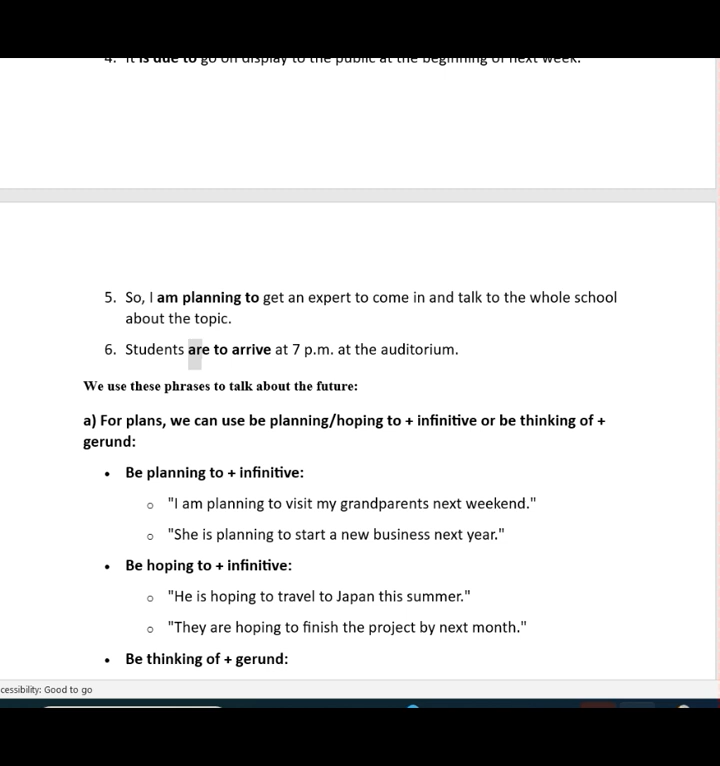 4. It is due to go on display to the public at the beginning of next week.
5. So, I am planning to get an expert to come in and talk to the whole school
about the topic.
6. Students are to arrive at 7 p.m. at the auditorium.
We use these phrases to talk about the future:
a) For plans, we can use be planning/hoping to + infinitive or be thinking of +
gerund:
• Be planning to + infinitive:
o "I am planning to visit my grandparents next weekend."
o "She is planning to start a new business next year."
• Be hoping to + infinitive:
o "He is hoping to travel to Japan this summer."
o "They are hoping to finish the project by next month."
• Be thinking of + gerund:
cessibility: Good to go